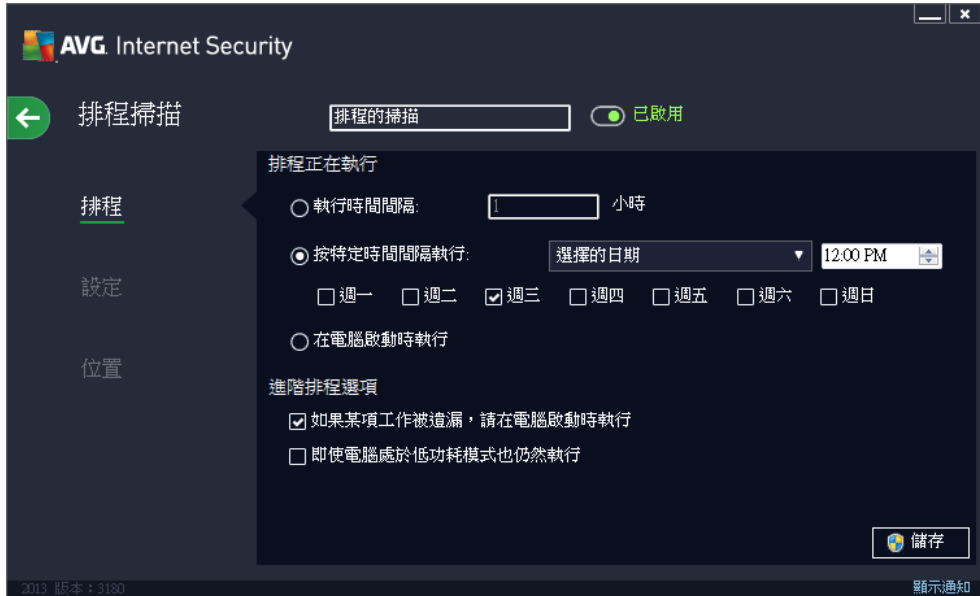 AVG. Internet Security
排程掃描
排程的掃描
已啟用
排程
設定
位置
排程正在執行
執行時間間隔: 1 小時
按特定時間間隔執行: 選擇的日期 12:00 PM
週一 週二 週三 週四 週五 週六 週日
在電腦啟動時執行
進階排程選項
如果某項工作被遺漏，請在電腦啟動時執行
即使電腦處於低功耗模式也仍然執行
儲存
2013 版本：3180
顯示通知